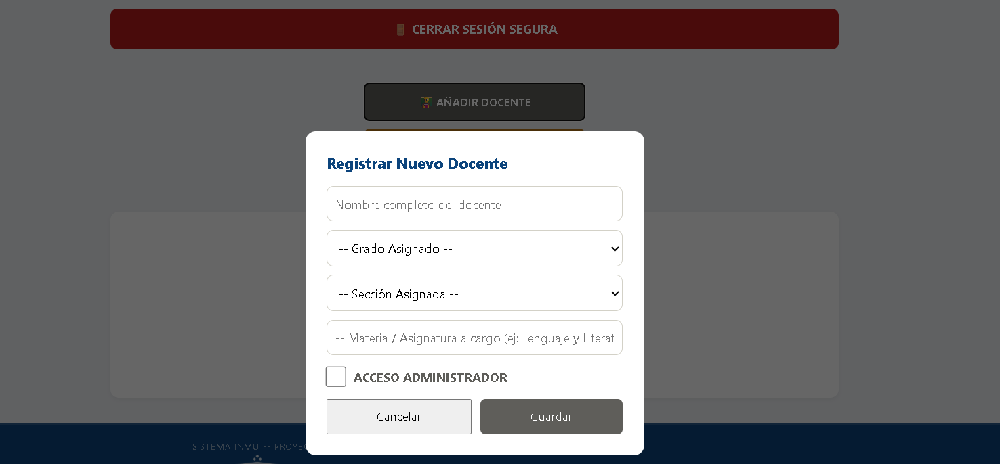 CERRAR SESIÓN SEGURA
AÑADIR DOCENTE
Registrar Nuevo Docente
Nombre completo del docente
-- Grado Asignado --
-- Sección Asignada --
-- Materia / Asignatura a cargo (ej: Lenguaje y Literat
ACCESO ADMINISTRADOR
Cancelar
Guardar
SISTEMA INMU -- PROYE